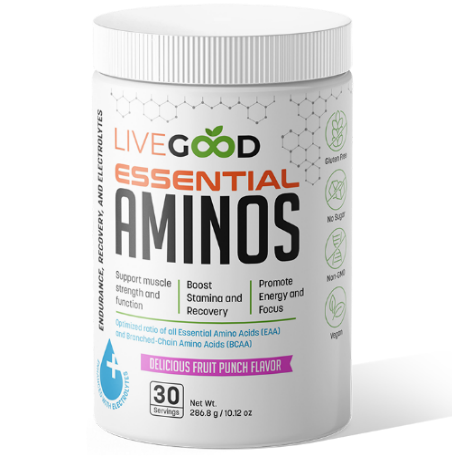 LIVEGOOD
ESSENTIAL
AMINOS
ENDURANCE, RECOVERY, AND ELECTROLYTES
Support muscle
strength and
function
Boost
Stamina and
Recovery
Promote
Energy and
Focus
Optimized ratio of all Essential Amino Acids (EAA)
and Branched-Chain Amino Acids (BCAA)
DELICIOUS FRUIT PUNCH FLAVOR
30
Servings
Net Wt.
286.8 g / 10.12 oz
Gluten Free
No Sugar
Non-GMO
Vegan